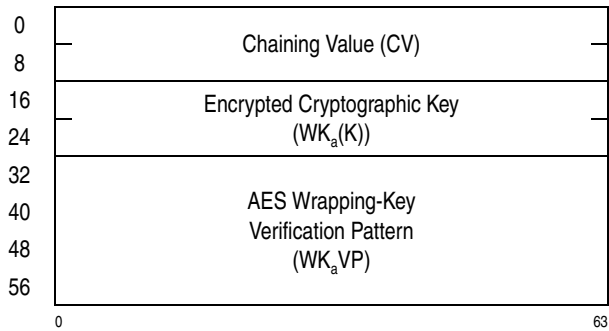 0
Chaining Value (CV)
8
16
Encrypted Cryptographic Key
24
(WKₐ(K))
32
AES Wrapping-Key
40
Verification Pattern
48
(WKₐVP)
56
0 63